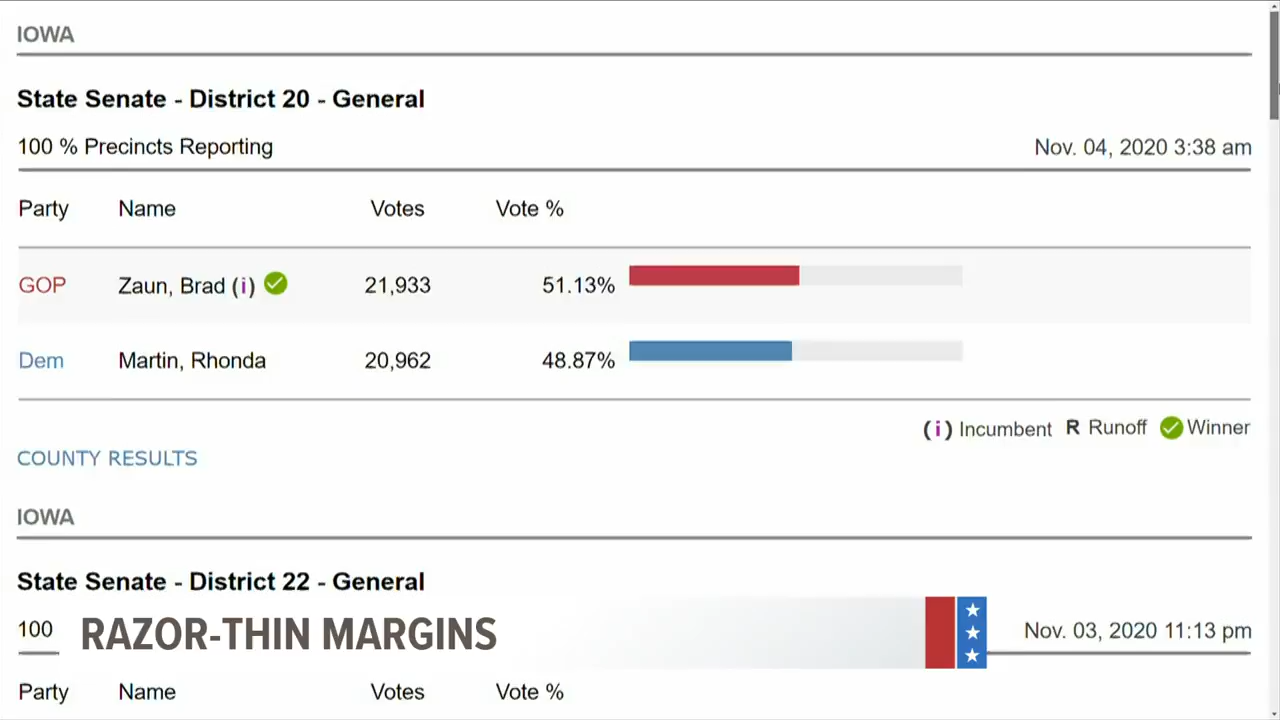 IOWA
State Senate - District 20 - General
100 % Precincts Reporting Nov. 04, 2020 3:38 am
Party Name Votes Vote %
GOP Zaun, Brad (i) 21,933 51.13%
Dem Martin, Rhonda 20,962 48.87%
(i) Incumbent R Runoff Winner
COUNTY RESULTS
IOWA
State Senate - District 22 - General
100 RAZOR-THIN MARGINS Nov. 03, 2020 11:13 pm
Party Name Votes Vote %